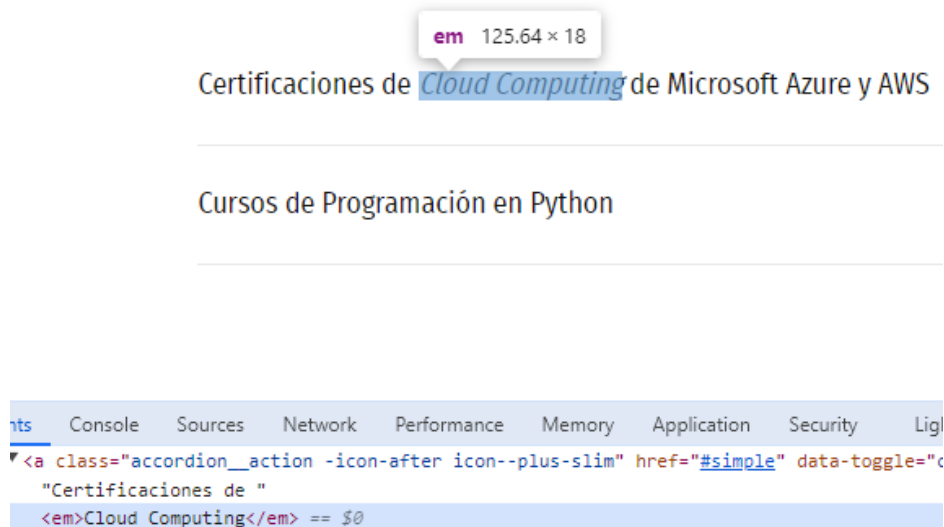 em 125.64 × 18
Certificaciones de Cloud Computing de Microsoft Azure y AWS
Cursos de Programación en Python
nts Console Sources Network Performance Memory Application Security Ligh
<a class="accordion__action -icon-after icon--plus-slim" href="#simple" data-toggle="c
"Certificaciones de "
<em>Cloud Computing</em> == $0